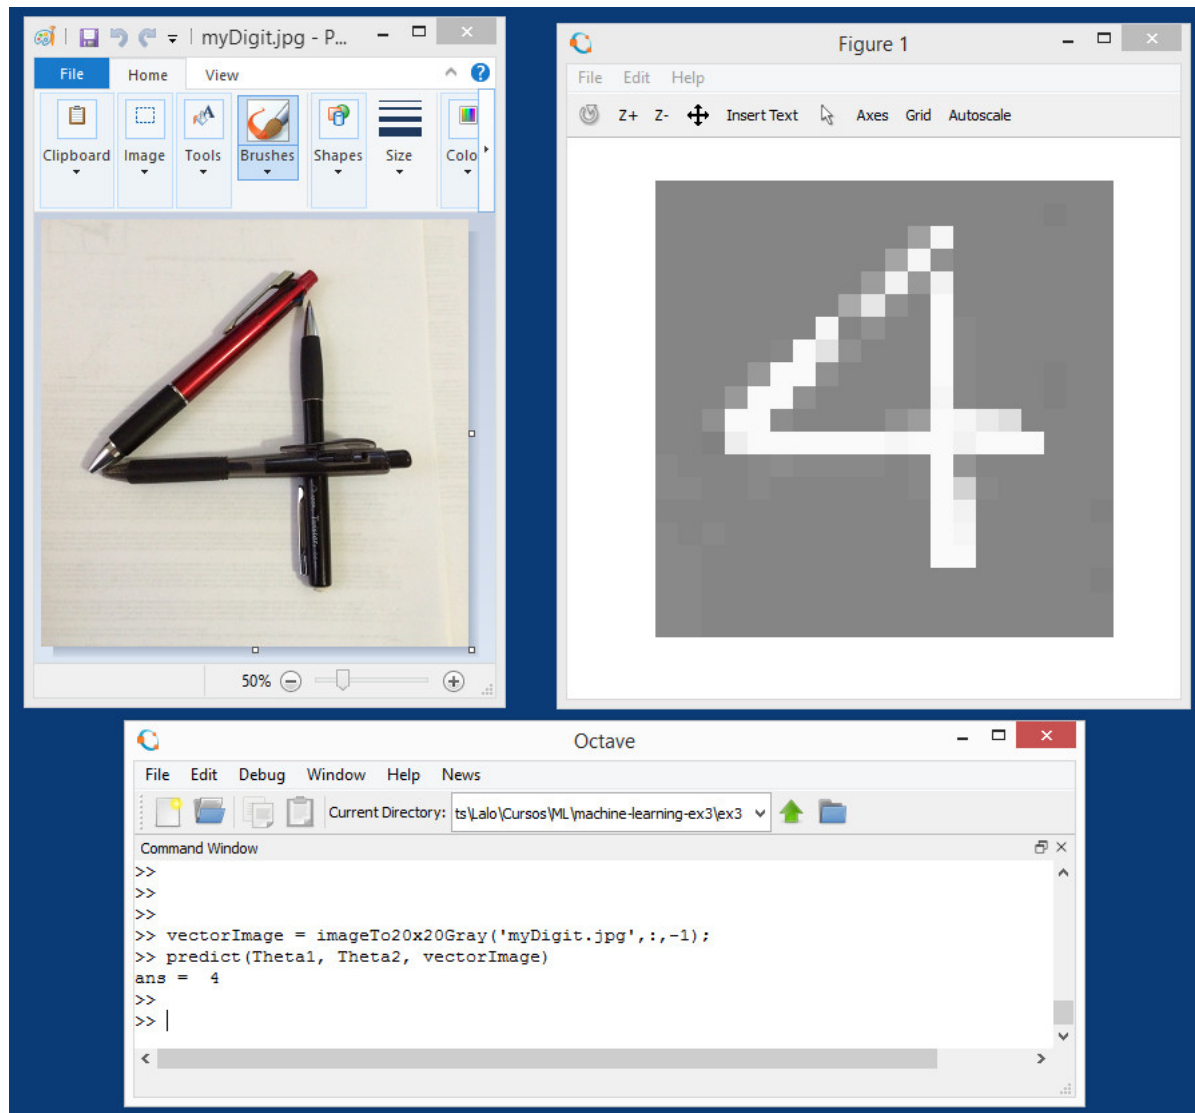 myDigit.jpg - P...
File Home View
Clipboard Image Tools Brushes Shapes Size Colo
50%
Figure 1
File Edit Help
Z+ Z- Insert Text Axes Grid Autoscale
Octave
File Edit Debug Window Help News
Current Directory: ts\Lalo\Cursos\ML\machine-learning-ex3\ex3
Command Window
>>
>>
>>
>> vectorImage = imageTo20x20Gray('myDigit.jpg',:,-1);
>> predict(Theta1, Theta2, vectorImage)
ans = 4
>>
>>